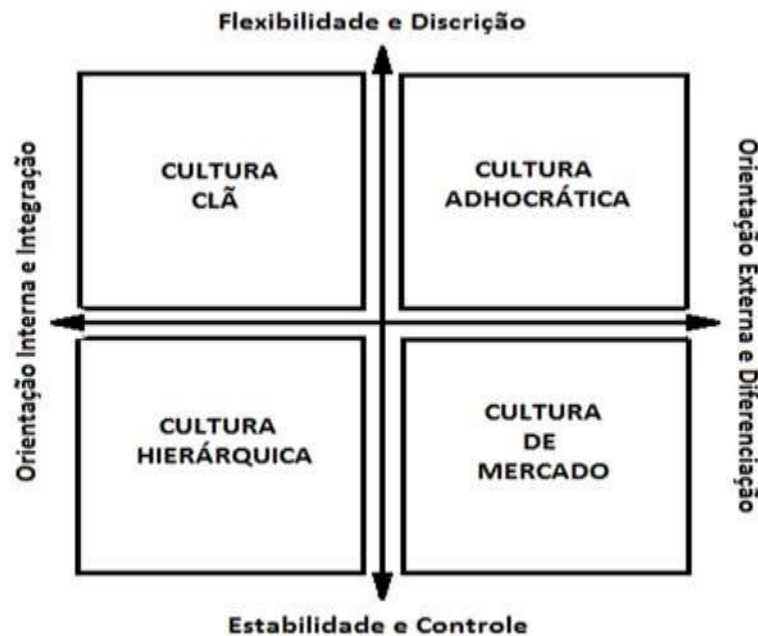 Flexibilidade e Discrição
Orientação Interna e Integração
CULTURA
CLÃ
CULTURA
ADHOCRÁTICA
Orientação Externa e Diferenciação
CULTURA
HIERÁRQUICA
CULTURA
DE
MERCADO
Estabilidade e Controle